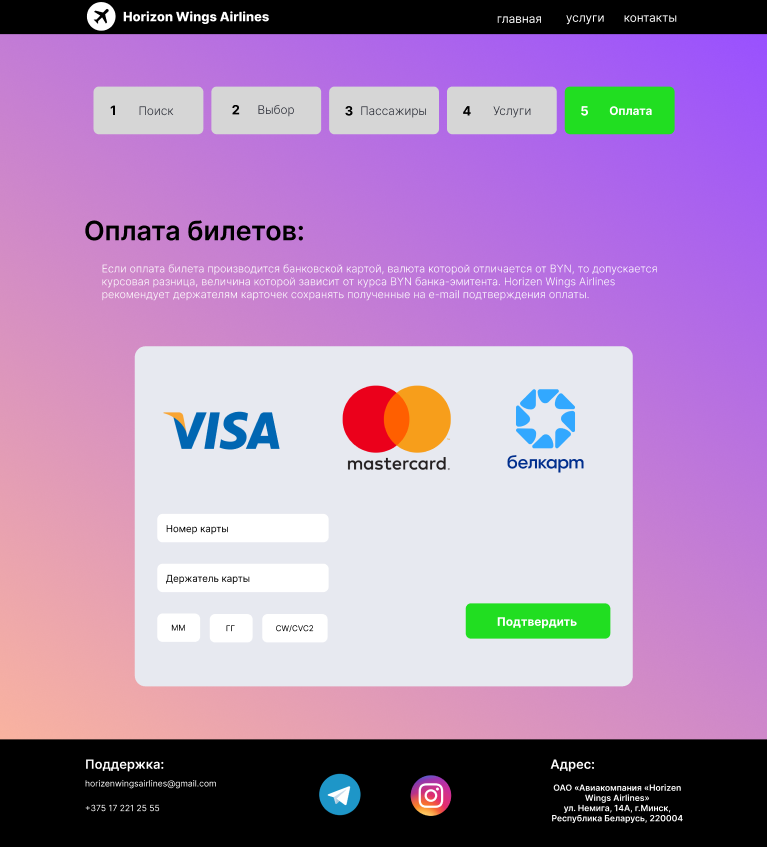 Horizon Wings Airlines
главная услуги контакты
1 Поиск
2 Выбор
3 Пассажиры
4 Услуги
5 Оплата
Оплата билетов:
Если оплата билета производится банковской картой, валюта которой отличается от BYN, то допускается
курсовая разница, величина которой зависит от курса BYN банка-эмитента. Horizen Wings Airlines
рекомендует держателям карточек сохранять полученные на e-mail подтверждения оплаты.
VISA
mastercard.
белкарт
Номер карты
Держатель карты
ММ
ГГ
CW/CVC2
Подтвердить
Поддержка:
horizenwingsairlines@gmail.com
+375 17 221 25 55
Адрес:
ОАО «Авиакомпания «Horizen
Wings Airlines»
ул. Немига, 14А, г.Минск,
Республика Беларусь, 220004